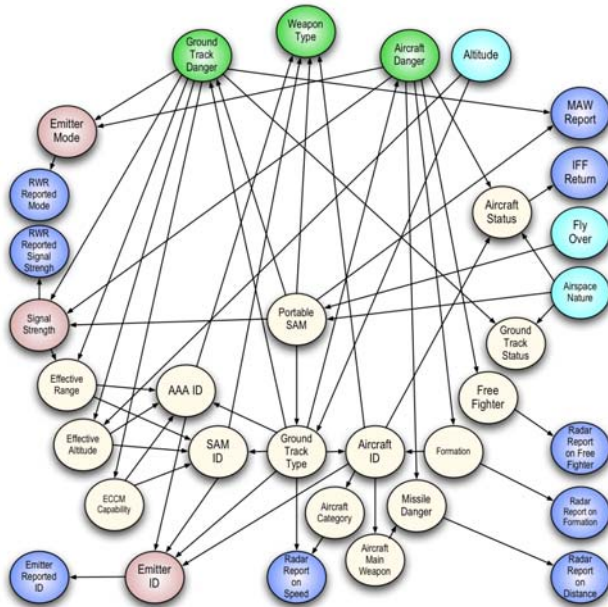 Ground
Track
Danger
Weapon
Type
Aircraft
Danger
Altitude
Emitter
Mode
MAW
Report
RWR
Reported
Mode
IFF
Return
Aircraft
Status
RWR
Reported
Signal
Strengh
Fly
Over
Airspace
Nature
Signal
Strength
Portable
SAM
Ground
Track
Status
Effective
Range
AAA ID
Free
Fighter
Effective
Altitude
SAM
ID
Ground
Track
Type
Aircraft
ID
Formation
Radar
Report
on Free
Fighter
ECCM
Capability
Aircraft
Category
Missile
Danger
Radar
Report on
Formation
Aircraft
Main
Weapon
Emitter
Reported
ID
Emitter
ID
Radar
Report
on
Speed
Radar
Report on
Distance